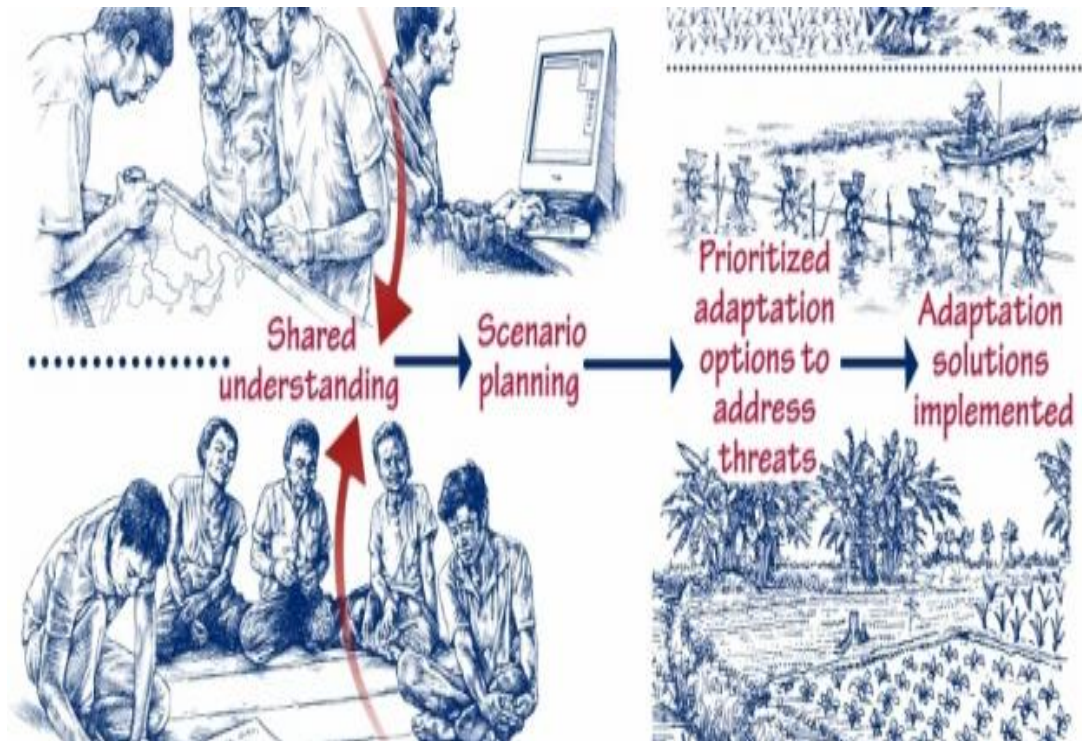 Shared
understanding
Scenario
planning
Prioritized
adaptation
options to
address
threats
Adaptation
solutions
implemented